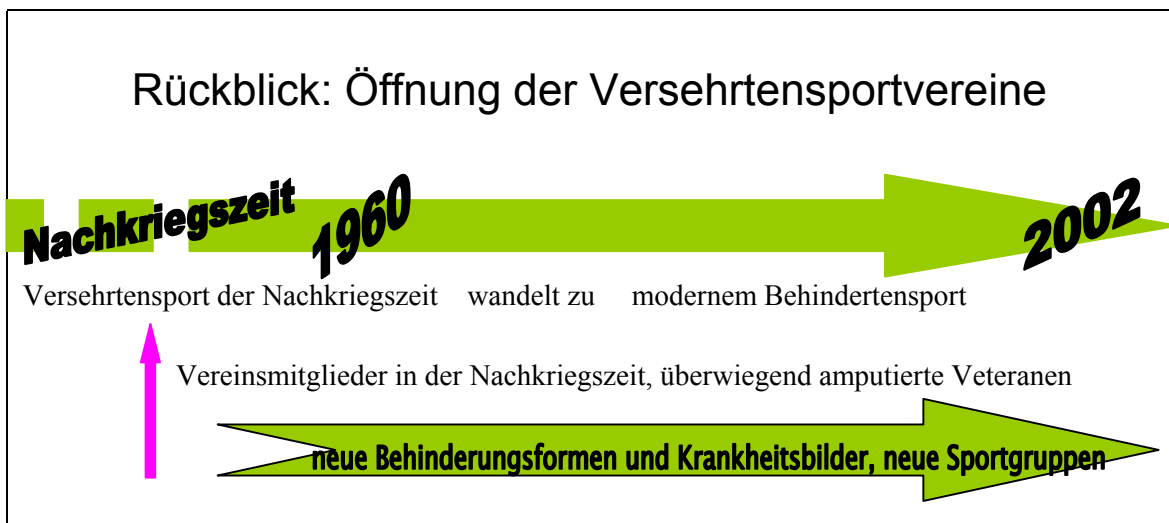 Rückblick: Öffnung der Versehrtensportvereine
Nachkriegszeit 1960 2002
Versehrtensport der Nachkriegszeit wandelt zu modernem Behindertensport
Vereinsmitglieder in der Nachkriegszeit, überwiegend amputierte Veteranen
neue Behinderungsformen und Krankheitsbilder, neue Sportgruppen